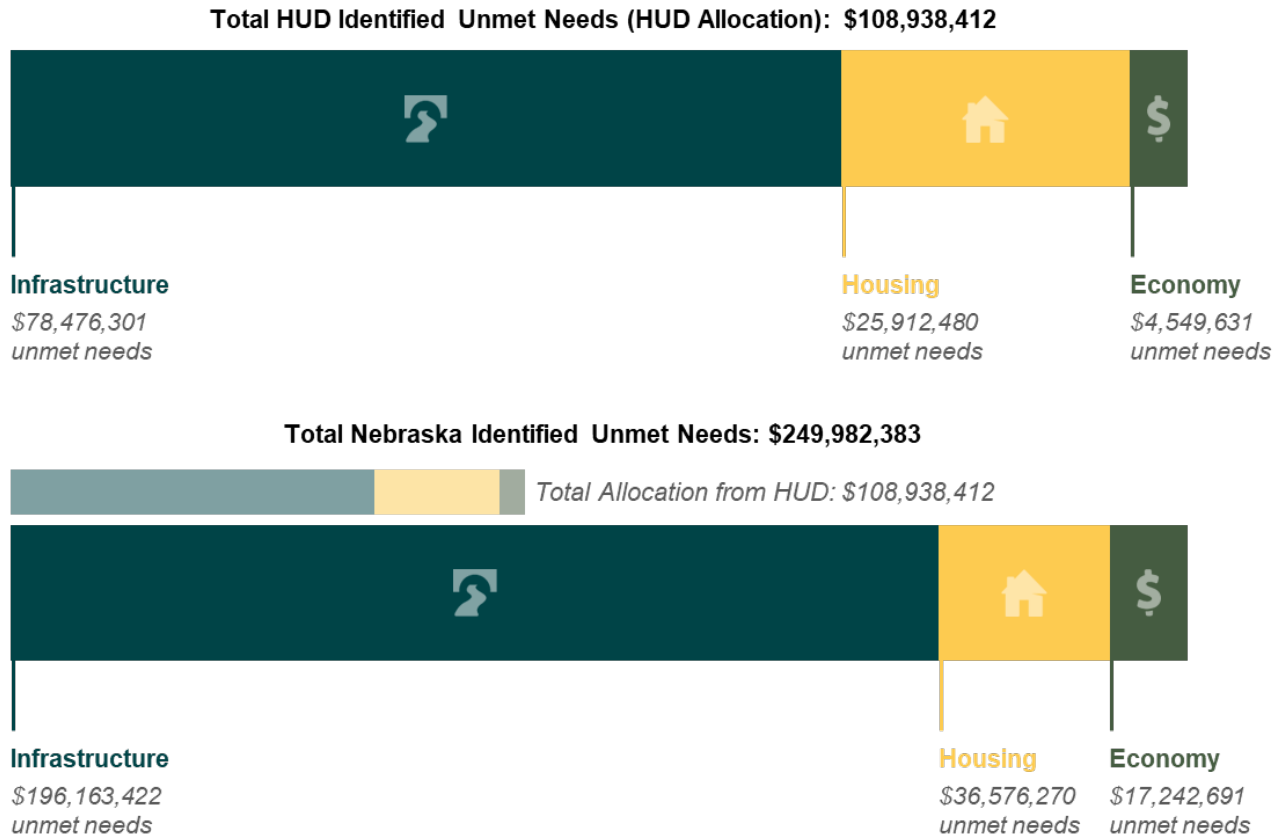 Total HUD Identified Unmet Needs (HUD Allocation): $108,938,412
$
Infrastructure
$78,476,301
unmet needs
Housing
$25,912,480
unmet needs
Economy
$4,549,631
unmet needs
Total Nebraska Identified Unmet Needs: $249,982,383
Total Allocation from HUD: $108,938,412
$
Infrastructure
$196,163,422
unmet needs
Housing
$36,576,270
unmet needs
Economy
$17,242,691
unmet needs